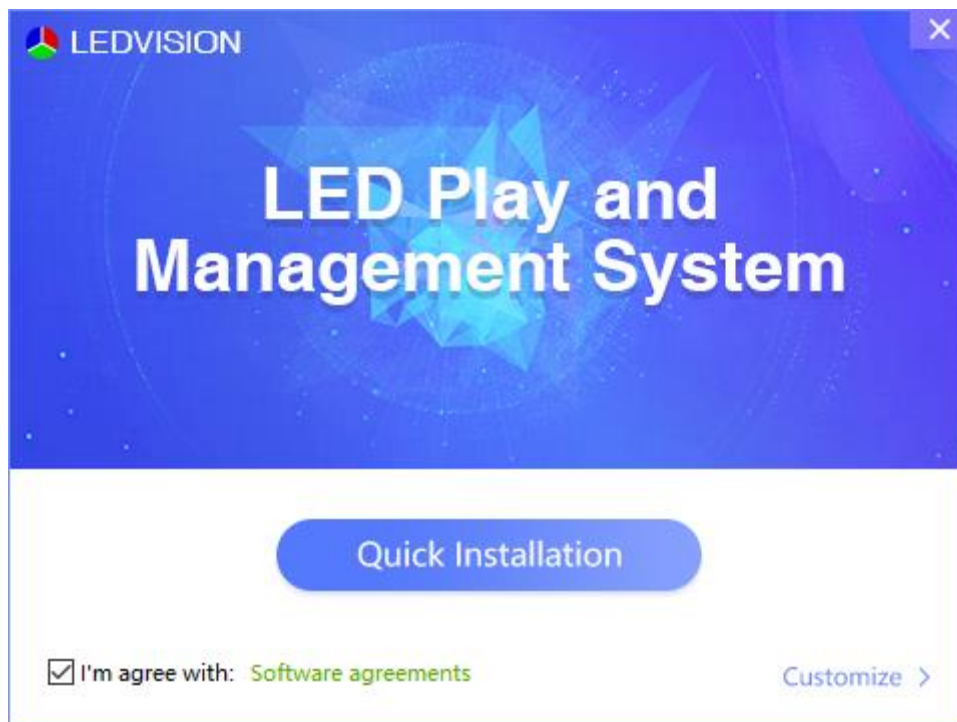 LEDVISION
LED Play and
Management System
Quick Installation
I'm agree with: Software agreements
Customize >